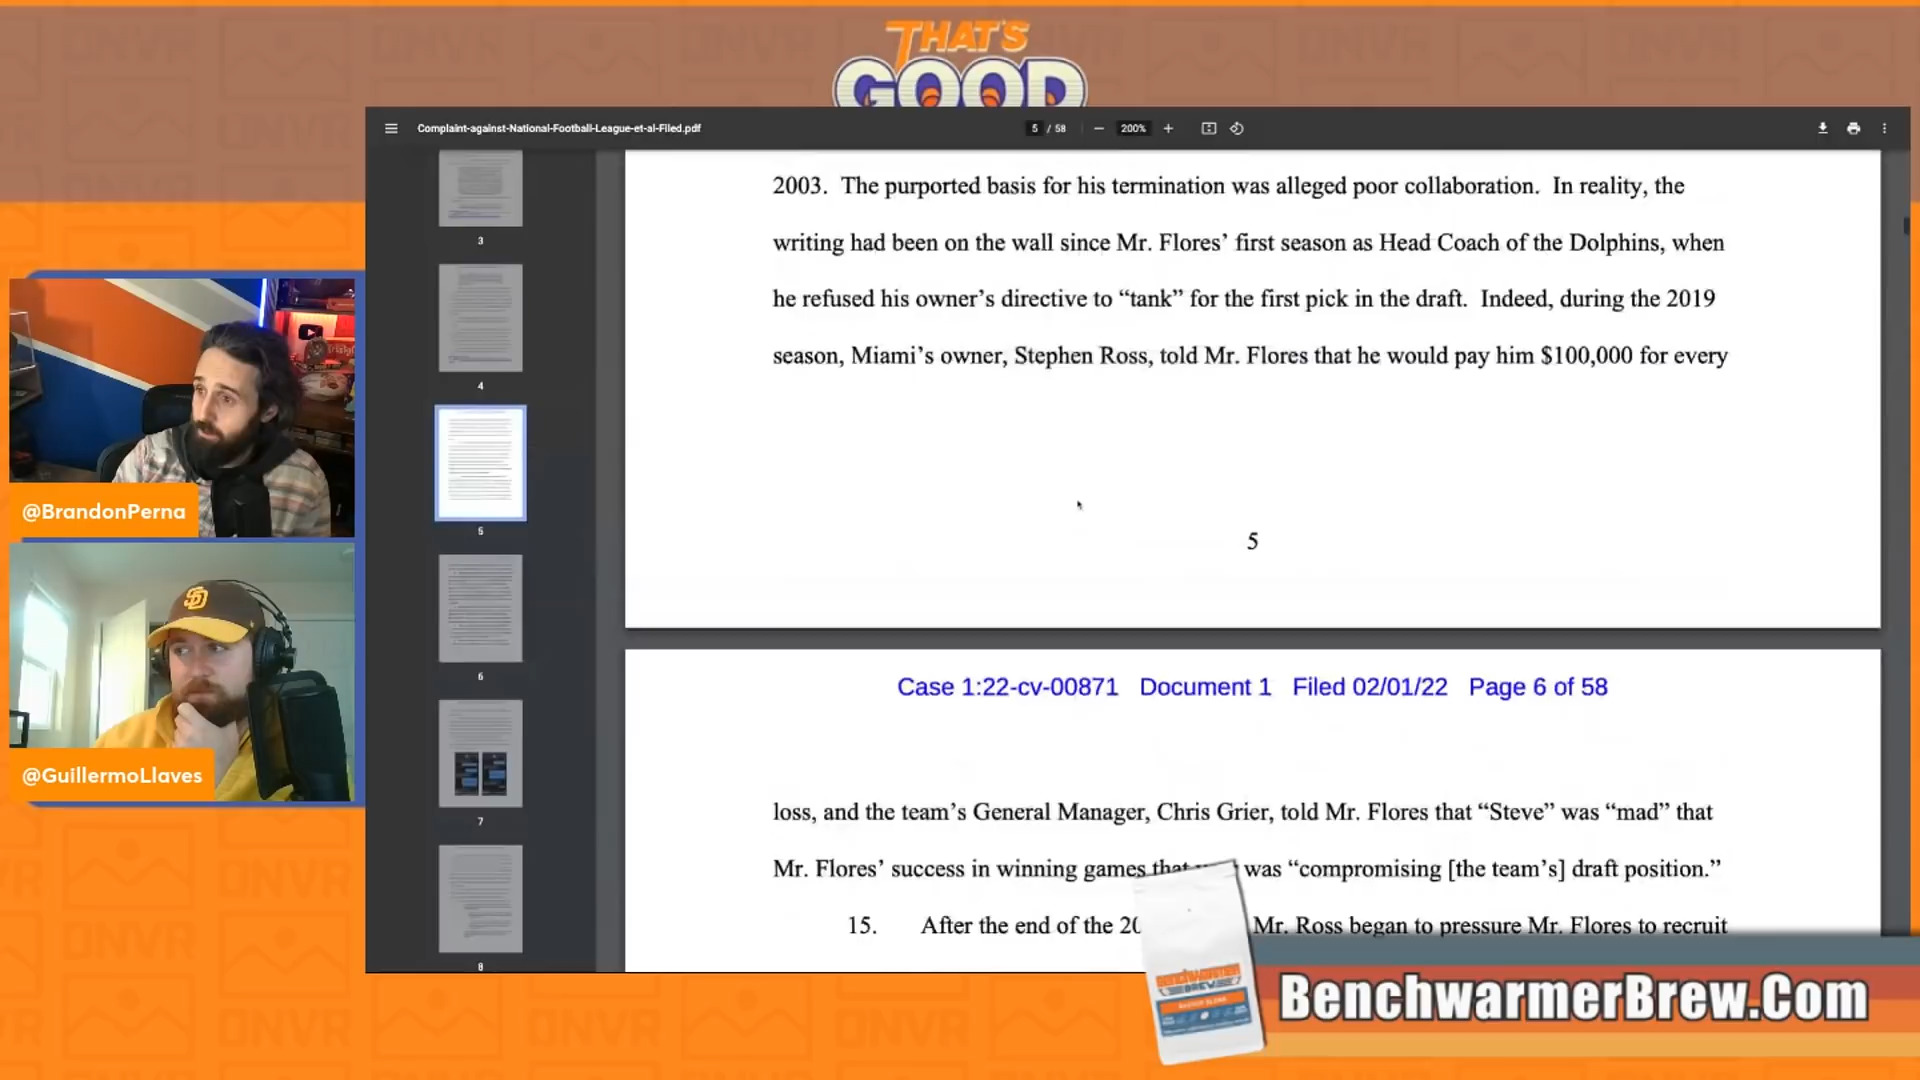 THAT'S
GOOD
Complaint-against-National-Football-League-et-al-Filed.pdf
5 / 58
200%
2003. The purported basis for his termination was alleged poor collaboration. In reality, the
writing had been on the wall since Mr. Flores’ first season as Head Coach of the Dolphins, when
he refused his owner’s directive to “tank” for the first pick in the draft. Indeed, during the 2019
season, Miami’s owner, Stephen Ross, told Mr. Flores that he would pay him $100,000 for every
5
Case 1:22-cv-00871 Document 1 Filed 02/01/22 Page 6 of 58
loss, and the team’s General Manager, Chris Grier, told Mr. Flores that “Steve” was “mad” that
Mr. Flores’ success in winning games that was “compromising [the team’s] draft position.”
15. After the end of the 20 Mr. Ross began to pressure Mr. Flores to recruit
3
4
5
6
7
8
@BrandonPerna
SD
@GuillermoLlaves
DNVR
BENCHWARMER
BREW
BenchwarmerBrew.Com